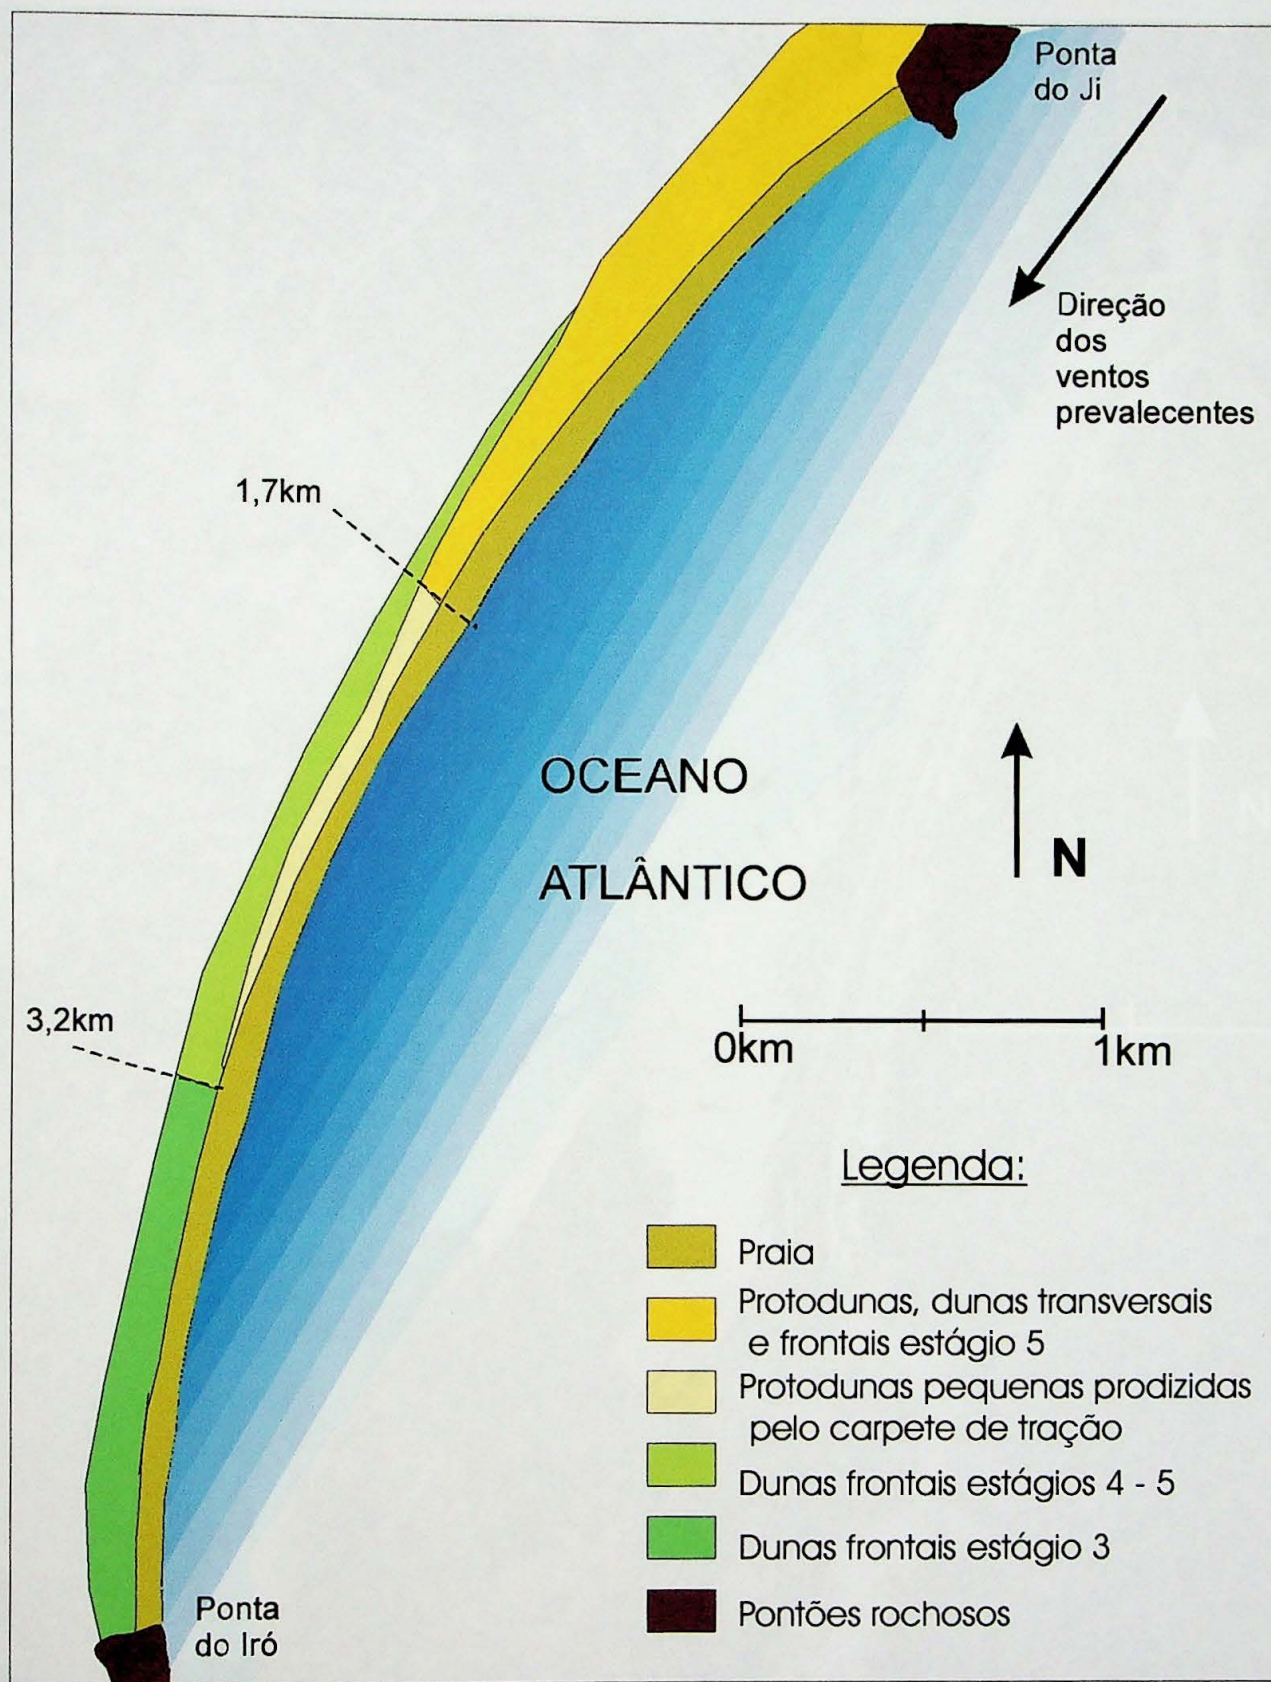 Ponta
do Ji
Direção
dos
ventos
prevalecentes
1,7km
OCEANO
ATLÂNTICO
N
3,2km
0km
1km
Legenda:
Praia
Protodunas, dunas transversais
e frontais estágio 5
Protodunas pequenas prodizidas
pelo carpete de tração
Dunas frontais estágios 4 - 5
Dunas frontais estágio 3
Pontões rochosos
Ponta
do Iró